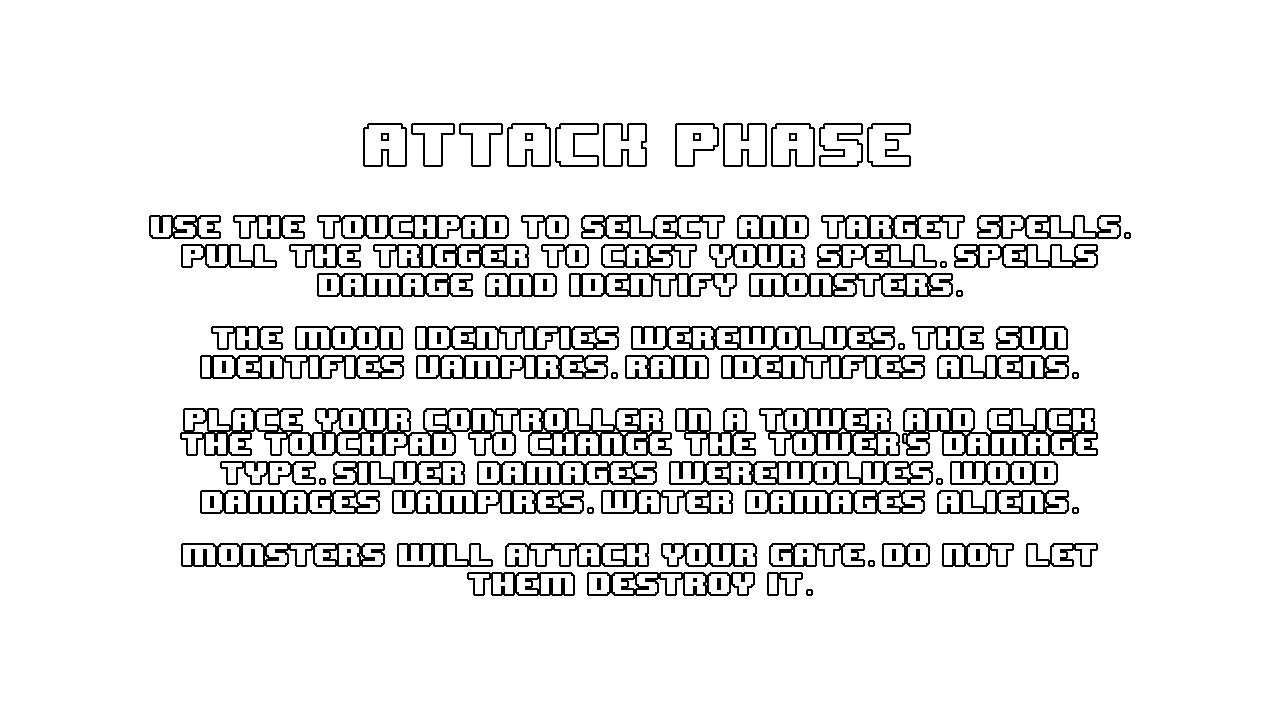 ATTACK PHASE
USE THE TOUCHPAD TO SELECT AND TARGET SPELLS.
PULL THE TRIGGER TO CAST YOUR SPELL. SPELLS
DAMAGE AND IDENTIFY MONSTERS.
THE MOON IDENTIFIES WEREWOLVES. THE SUN
IDENTIFIES VAMPIRES. RAIN IDENTIFIES ALIENS.
PLACE YOUR CONTROLLER IN A TOWER AND CLICK
THE TOUCHPAD TO CHANGE THE TOWER'S DAMAGE
TYPE. SILVER DAMAGES WEREWOLVES. WOOD
DAMAGES VAMPIRES. WATER DAMAGES ALIENS.
MONSTERS WILL ATTACK YOUR GATE. DO NOT LET
THEM DESTROY IT.